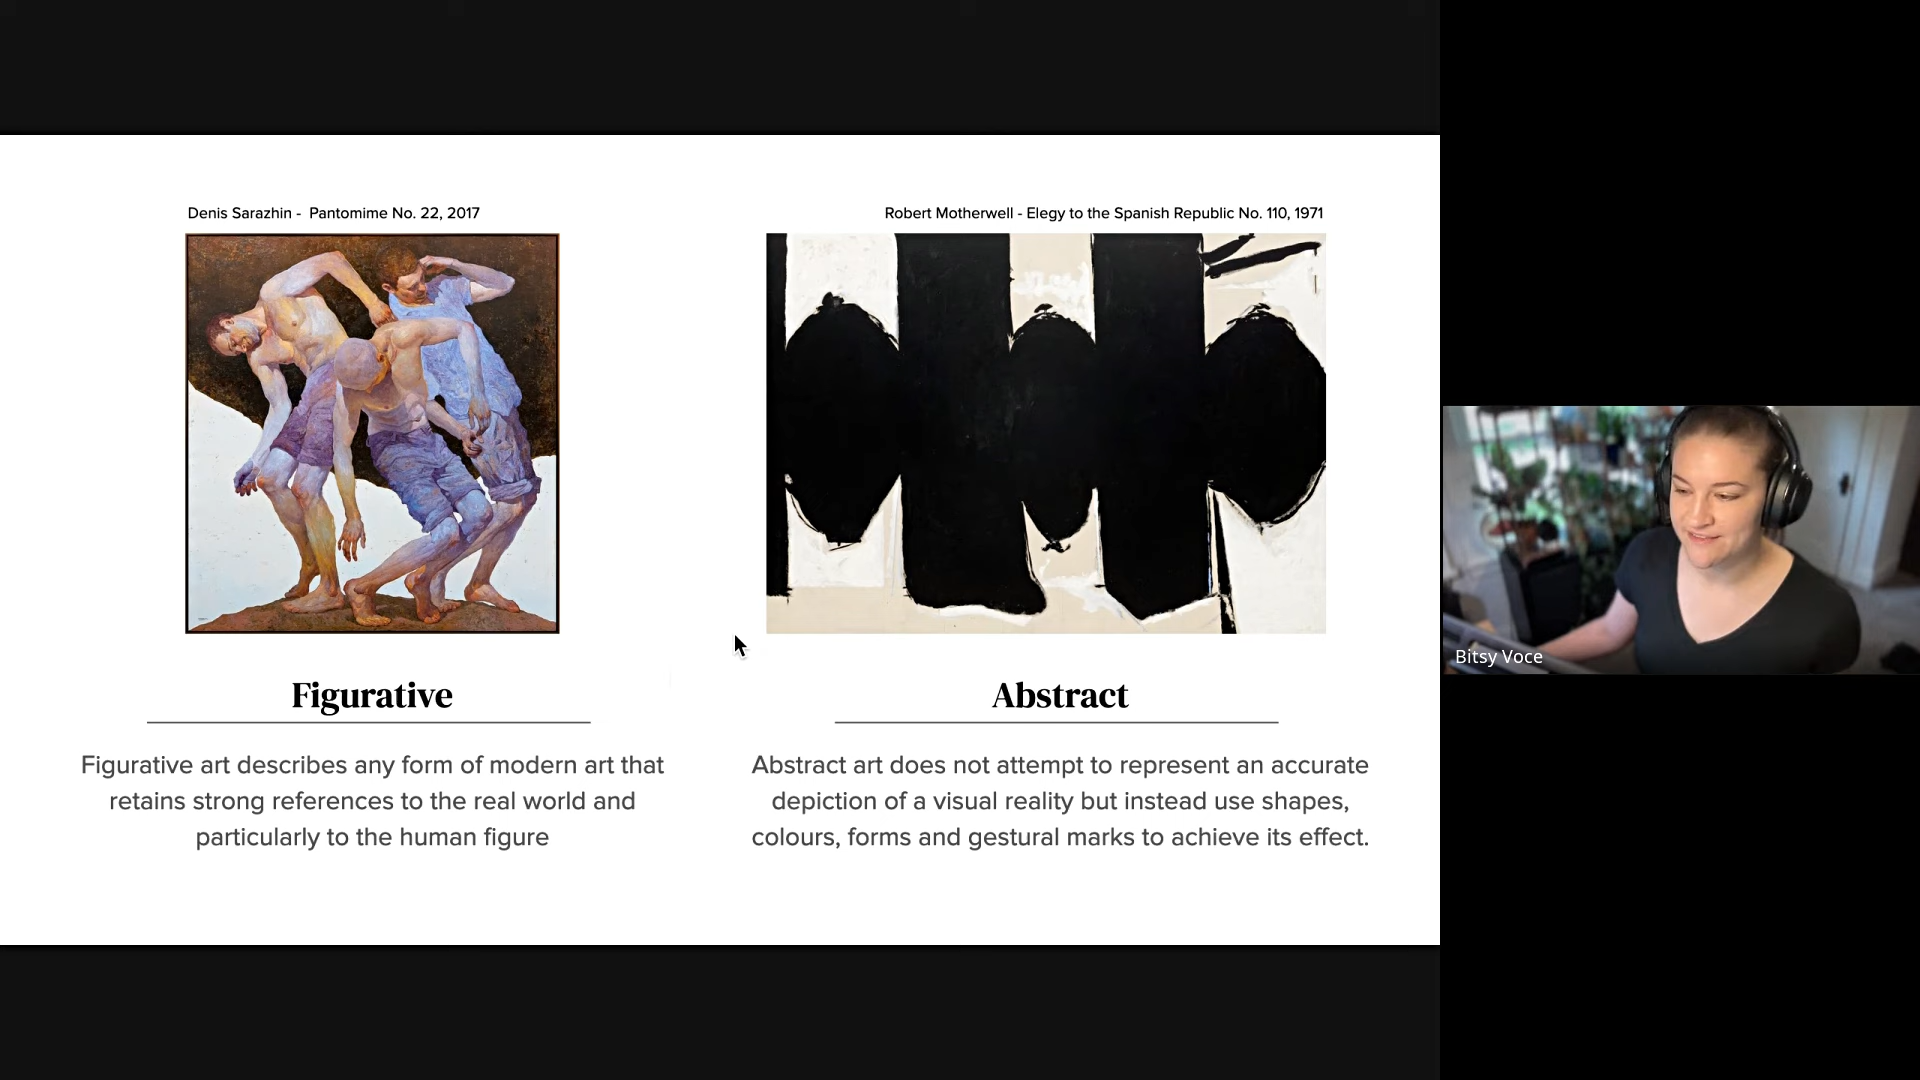 Denis Sarazhin - Pantomime No. 22, 2017
Robert Motherwell - Elegy to the Spanish Republic No. 110, 1971
Figurative
Figurative art describes any form of modern art that
retains strong references to the real world and
particularly to the human figure
Abstract
Abstract art does not attempt to represent an accurate
depiction of a visual reality but instead use shapes,
colours, forms and gestural marks to achieve its effect.
Bitsy Voce